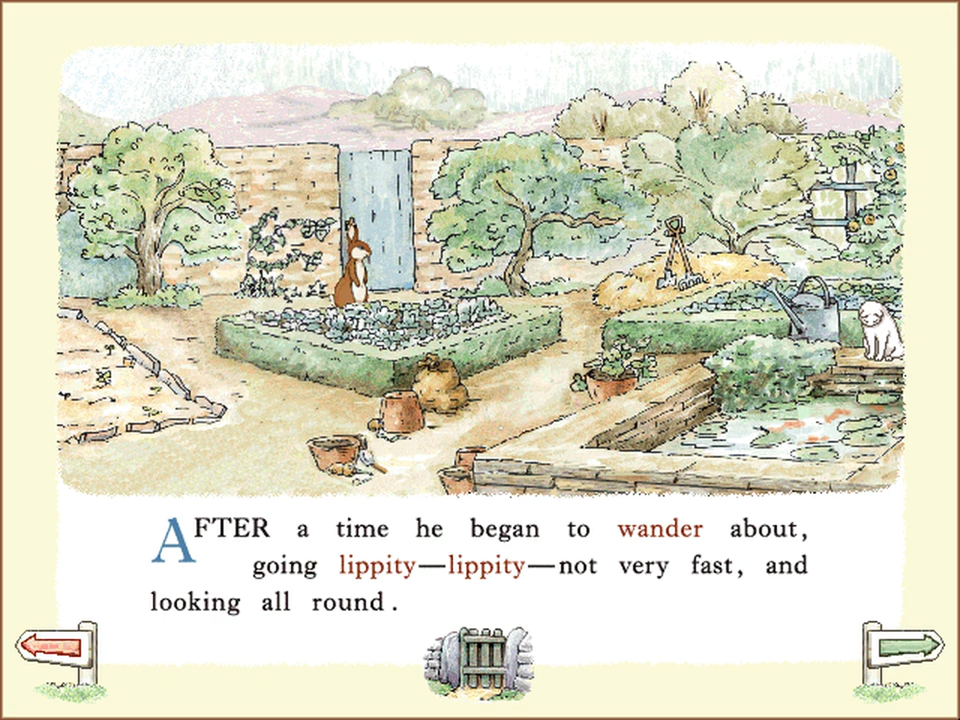 AFTER a time he began to wander about,
going lippity—lippity—not very fast, and
looking all round.